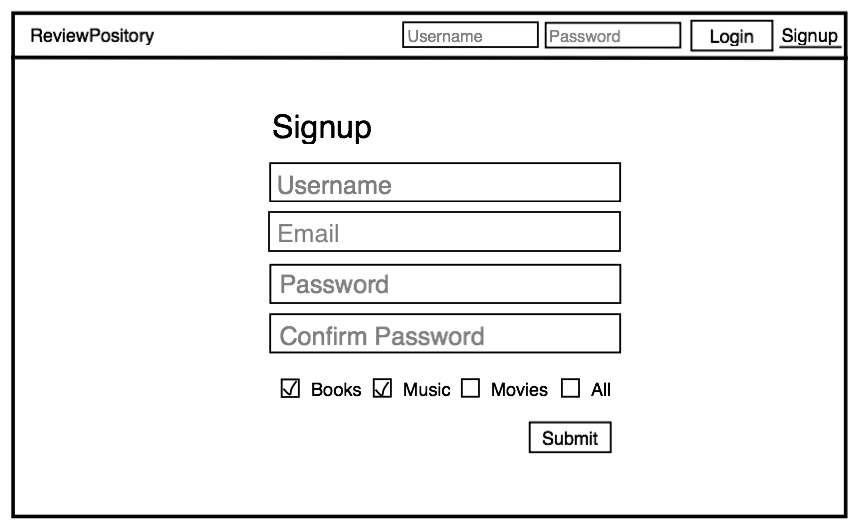 ReviewPository Username Password Login Signup
Signup
Username
Email
Password
Confirm Password
Books Music Movies All
Submit